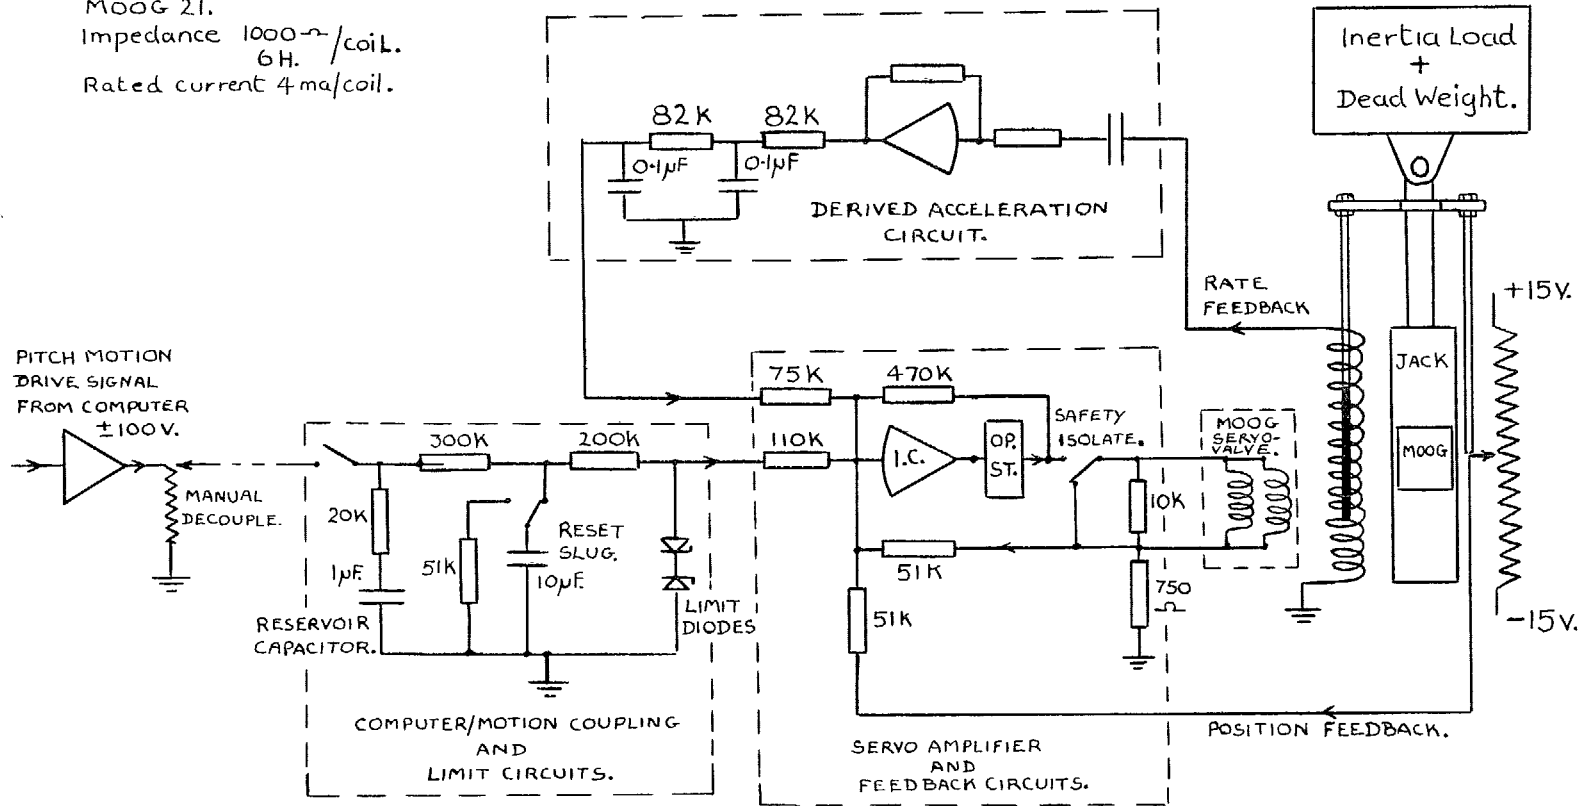 MOOG 21.
Impedance 1000Ω/coil.
6H.
Rated current 4ma/coil.
82K
82K
0·1µF
0·1µF
DERIVED ACCELERATION
CIRCUIT.
Inertia Load
+
Dead Weight.
RATE
FEEDBACK
+15V.
JACK
MOOG
-15V.
PITCH MOTION
DRIVE SIGNAL
FROM COMPUTER
±100V.
MANUAL
DECOUPLE.
300K
200K
20K
1µF.
RESERVOIR
CAPACITOR.
51K
RESET
SLUG.
10µF.
LIMIT
DIODES
COMPUTER/MOTION COUPLING
AND
LIMIT CIRCUITS.
75K
470K
110K
I.C.
OP.
ST.
SAFETY
ISOLATE.
MOOG
SERVO-
VALVE.
10K
51K
51K
750
Ω
POSITION FEEDBACK.
SERVO AMPLIFIER
AND
FEEDBACK CIRCUITS.